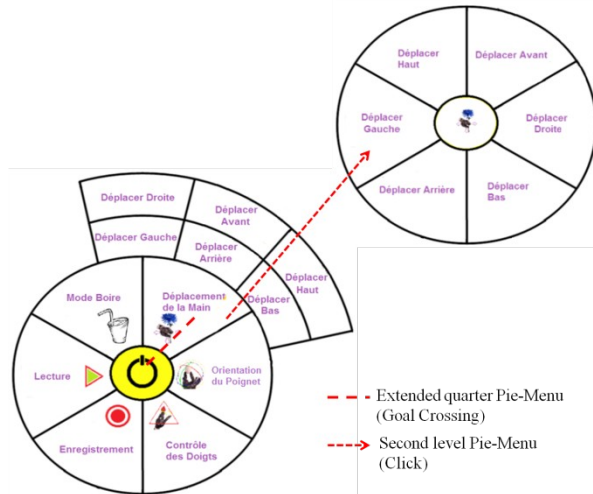 Déplacer
Haut
Déplacer Avant
Déplacer
Gauche
Déplacer
Droite
Déplacer Arrière
Déplacer
Bas
Déplacer Droite
Déplacer
Avant
Déplacer Gauche
Déplacer
Arrière
Déplacer
Haut
Déplacer
Bas
Mode Boire
Déplacement
de la Main
Lecture
Orientation
du Poignet
Enregistrement
Contrôle
des Doigts
Extended quarter Pie-Menu
(Goal Crossing)
Second level Pie-Menu
(Click)